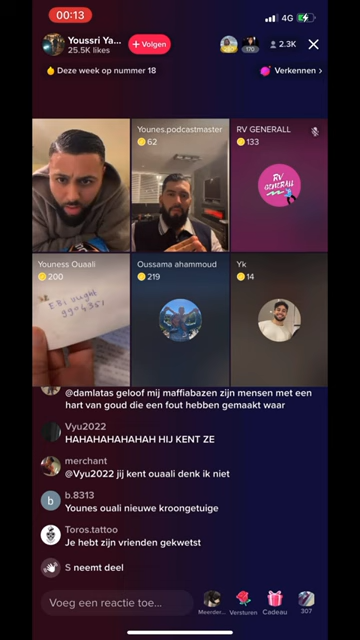 00:13
4G
Youssri Ya...
25.5K likes
+ Volgen
170
2.3K
Deze week op nummer 18
Verkennen >
Younes.podcastmaster
62
RV GENERALL
133
RV
GENERALL
Youness Ouaali
200
Oussama ahammoud
219
Yk
14
@damlatas geloof mij maffiabazen zijn mensen met een
hart van goud die een fout hebben gemaakt waar
Vyu2022
HAHAHAHAHAHAH HIJ KENT ZE
merchant
@Vyu2022 jij kent ouaali denk ik niet
b
b.8313
Younes ouali nieuwe kroongetuige
Toros.tattoo
Je hebt zijn vrienden gekwetst
S neemt deel
Voeg een reactie toe...
Meerder...
Versturen
Cadeau
307